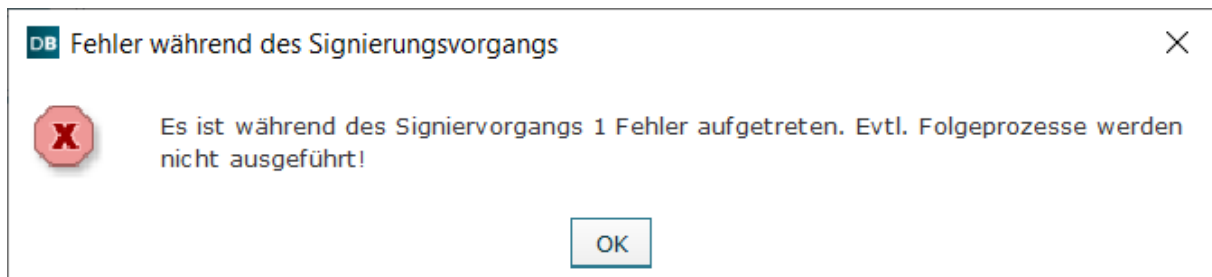 DB Fehler während des Signierungsvorgangs
Es ist während des Signiervorgangs 1 Fehler aufgetreten. Evtl. Folgeprozesse werden
nicht ausgeführt!
OK